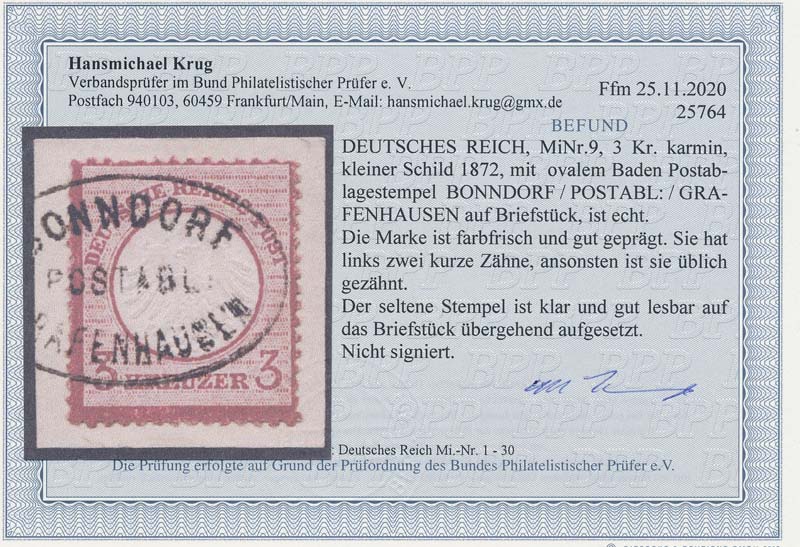 Hansmichael Krug
Verbandsprüfer im Bund Philatelistischer Prüfer e. V.
Postfach 940103, 60459 Frankfurt/Main, E-Mail: hansmichael.krug@gmx.de
Ffm 25.11.2020
25764
BEFUND
DEUTSCHES REICH, MiNr.9, 3 Kr. karmin,
kleiner Schild 1872, mit ovalem Baden Postab-
lagestempel BONNDORF / POSTABL: / GRA-
FENHAUSEN auf Briefstück, ist echt.
Die Marke ist farbfrisch und gut geprägt. Sie hat
links zwei kurze Zähne, ansonsten ist sie üblich
gezähnt.
Der seltene Stempel ist klar und gut lesbar auf
das Briefstück übergehend aufgesetzt.
Nicht signiert.
DEUTSCHE REICHS-POST
BONNDORF
POSTABL:
RAFENHAUSEN
3 KREUZER 3
: Deutsches Reich Mi.-Nr. 1 - 30
Die Prüfung erfolgte auf Grund der Prüfordnung des Bundes Philatelistischer Prüfer e.V.